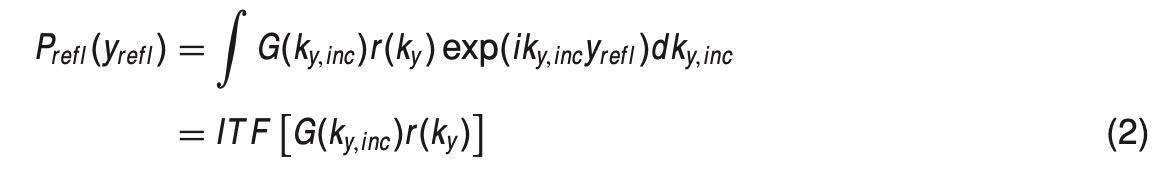 P_{refl}(y_{refl}) = ∫ G(k_{y,inc})r(k_y) exp(ik_{y,inc}y_{refl})dk_{y,inc}
= ITF [G(k_{y,inc})r(k_y)] (2)